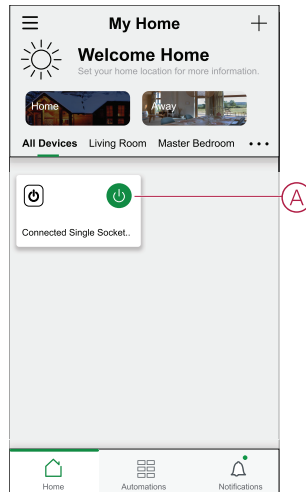 My Home
Welcome Home
Set your home location for more information.
Home Away
All Devices Living Room Master Bedroom
Connected Single Socket..
A
Home Automations Notifications